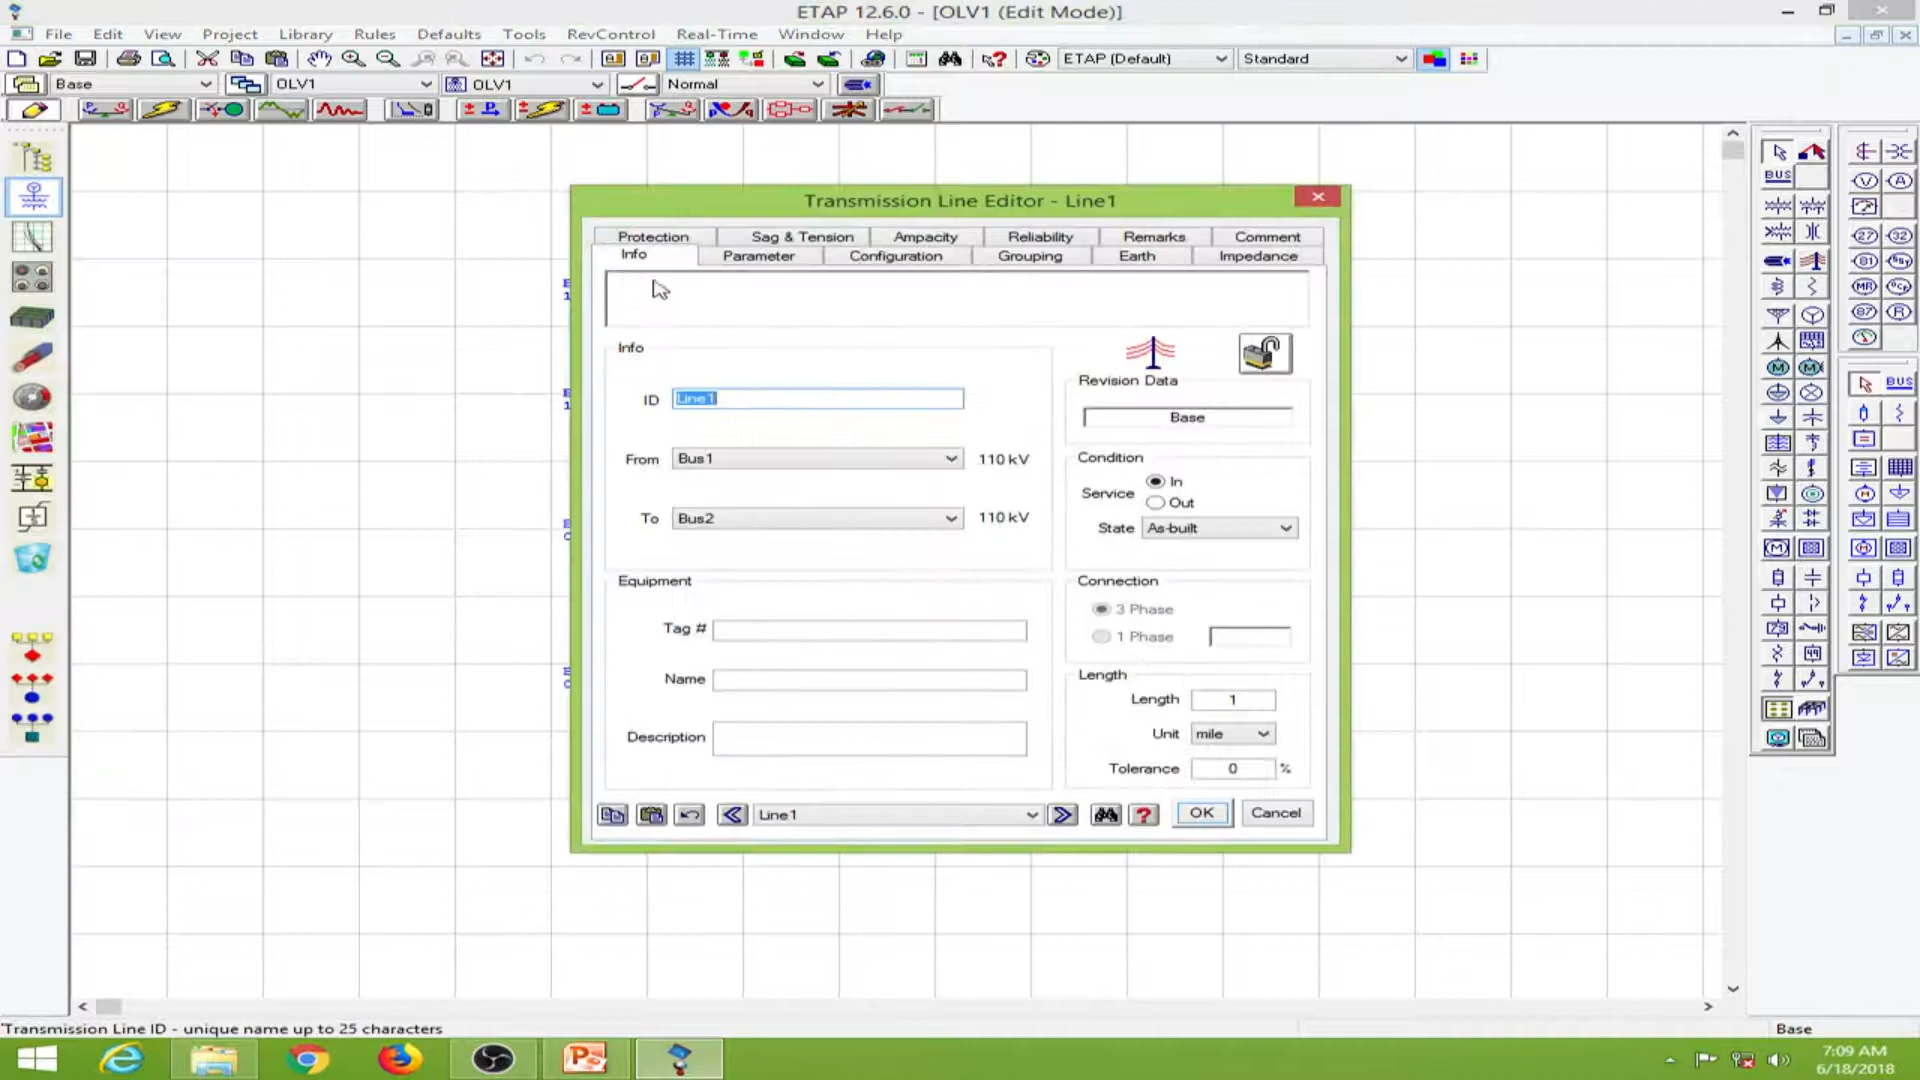 ETAP 12.6.0 - [OLV1 (Edit Mode)]
File Edit View Project Library Rules Defaults Tools RevControl Real-Time Window Help
ETAP (Default) Standard
Base OLV1 OLV1 Normal
Transmission Line Editor - Line1
Protection Sag & Tension Ampacity Reliability Remarks Comment
Info Parameter Configuration Grouping Earth Impedance
Info
ID Line1
From Bus1 110 kV
To Bus2 110 kV
Equipment
Tag #
Name
Description
Revision Data
Base
Condition
Service In
Out
State As-built
Connection
3 Phase
1 Phase
Length
Length 1
Unit mile
Tolerance 0 %
Line1 OK Cancel
BUS
BUS
Transmission Line ID - unique name up to 25 characters
Base
7:09 AM
6/18/2018